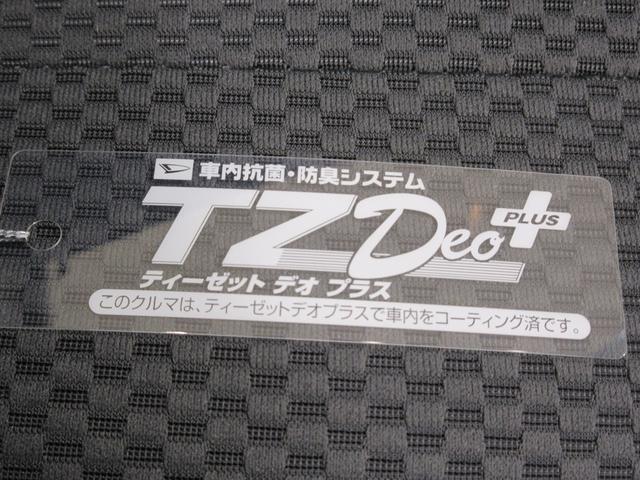 車内抗菌・防臭システム
TZ Deo PLUS
ティーゼット デオ プラス
このクルマは、ティーゼットデオプラスで車内をコーティング済です。